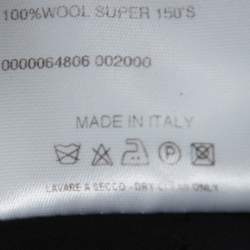 100%WOOL SUPER 150'S
0000064806 002000
MADE IN ITALY
LAVARE A SECCO - DRY CLEAN ONLY